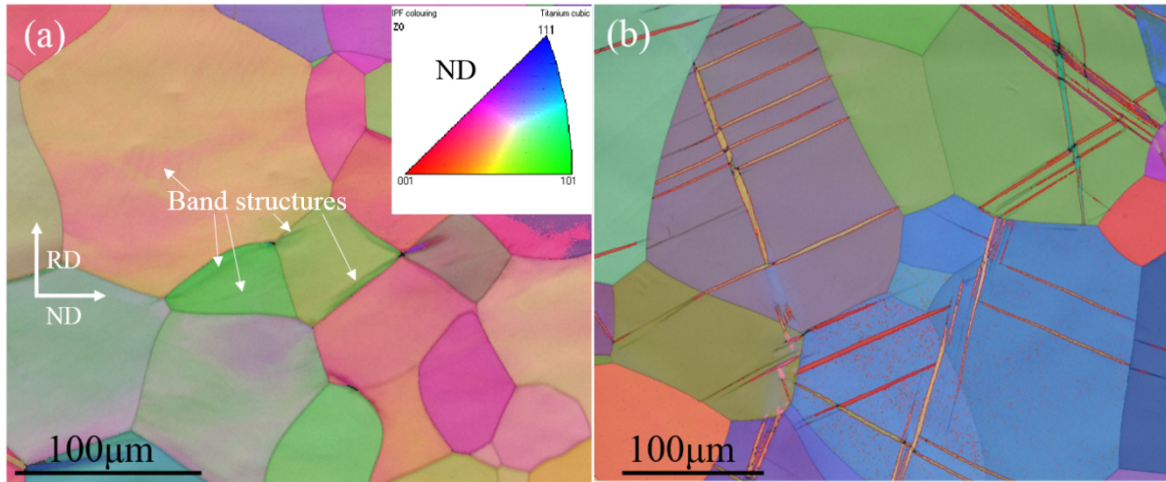 (a)
IPF colouring Titanium cubic
Z0
111
ND
001 101
Band structures
RD
ND
100μm
(b)
100μm